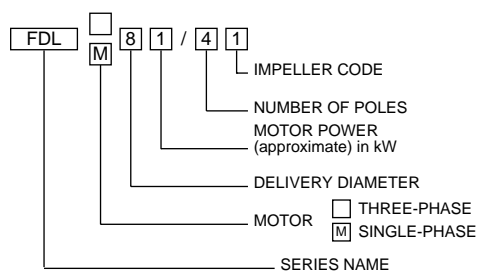 FDL M 8 1 / 4 1
IMPELLER CODE
NUMBER OF POLES
MOTOR POWER
(approximate) in kW
DELIVERY DIAMETER
MOTOR
THREE-PHASE
M SINGLE-PHASE
SERIES NAME